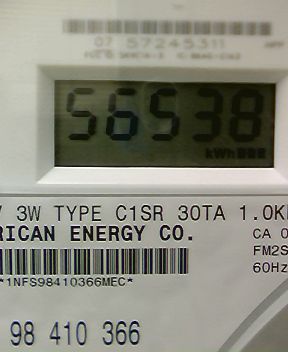 07 57245311
56538
kWh
3W TYPE C1SR 30TA 1.0K
RICAN ENERGY CO.
CA 0
FM2S
60Hz
*1NFS98410366MEC*
98 410 366